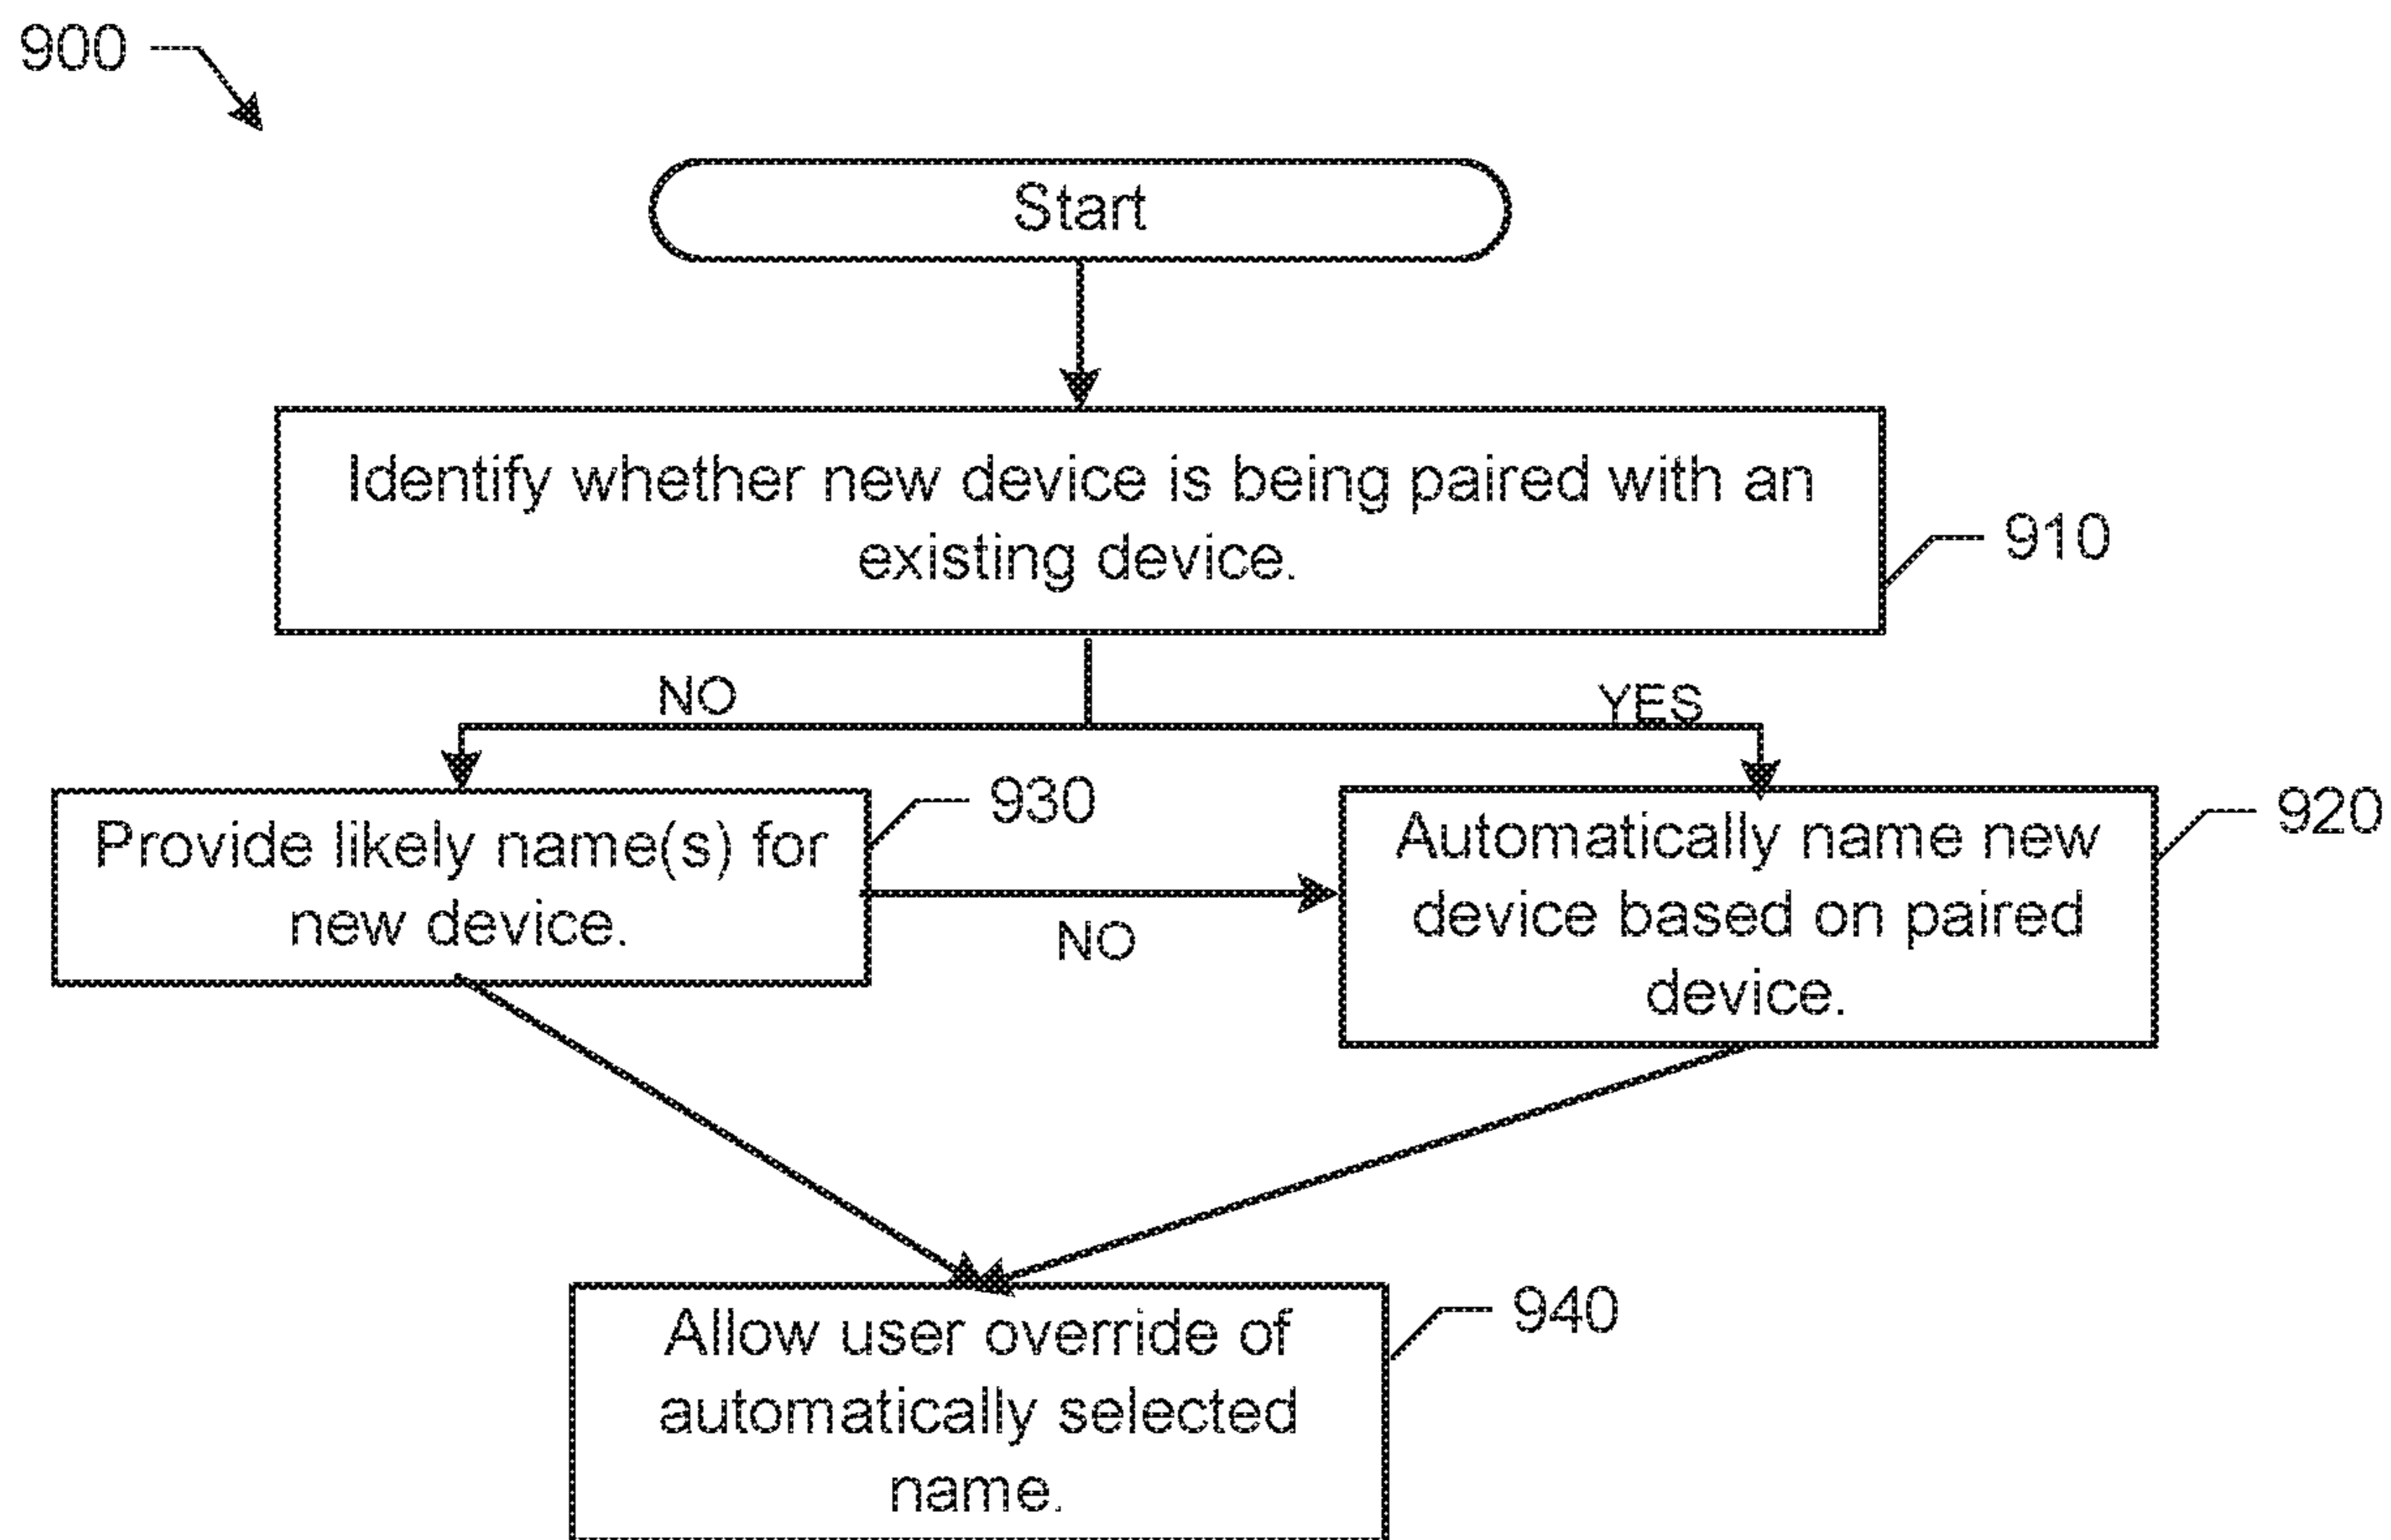 900
Start
Identify whether new device is being paired with an
existing device.
910
NO
YES
Provide likely name(s) for
new device.
930
NO
Automatically name new
device based on paired
device.
920
Allow user override of
automatically selected
name.
940